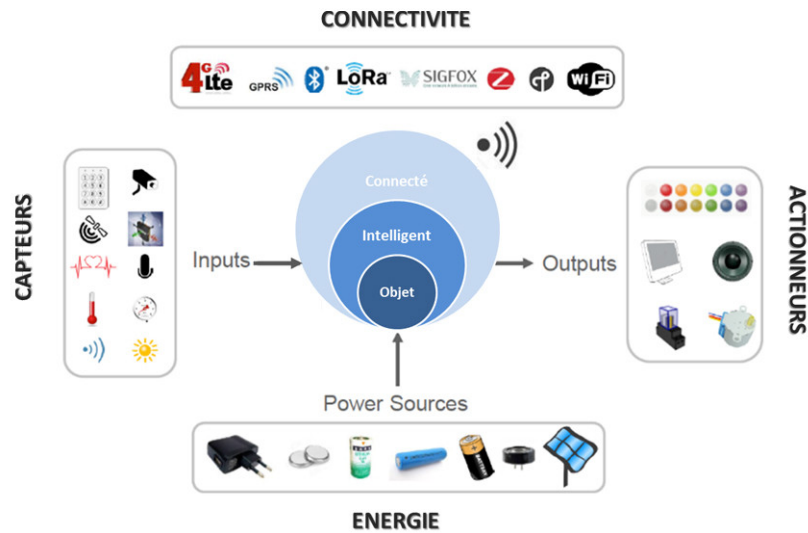 CONNECTIVITE
4G lte GPRS LoRa SIGFOX WiFi
CAPTEURS
Inputs
Connecté
Intelligent
Objet
Outputs
ACTIONNEURS
Power Sources
ENERGIE